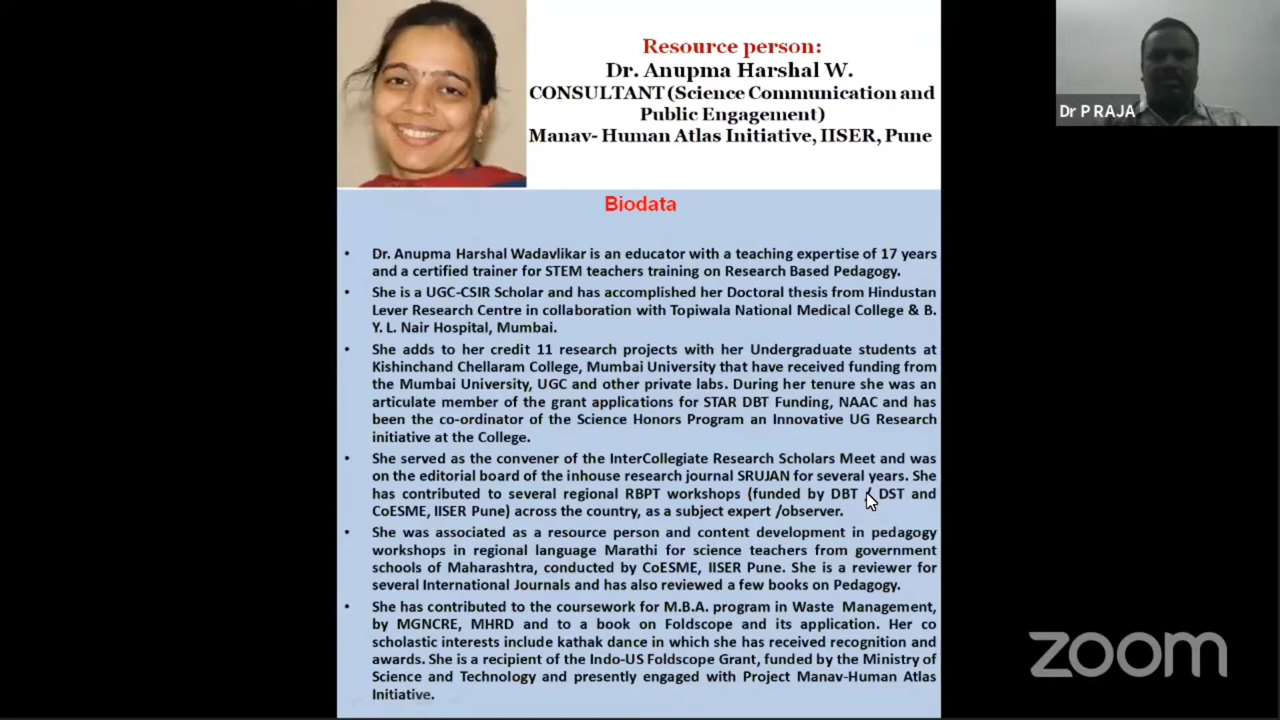 Resource person:
Dr. Anupma Harshal W.
CONSULTANT (Science Communication and
Public Engagement)
Manav- Human Atlas Initiative, IISER, Pune
Dr P RAJA
Biodata
• Dr. Anupma Harshal Wadavlikar is an educator with a teaching expertise of 17 years
and a certified trainer for STEM teachers training on Research Based Pedagogy.
• She is a UGC-CSIR Scholar and has accomplished her Doctoral thesis from Hindustan
Lever Research Centre in collaboration with Topiwala National Medical College & B.
Y. L. Nair Hospital, Mumbai.
• She adds to her credit 11 research projects with her Undergraduate students at
Kishinchand Chellaram College, Mumbai University that have received funding from
the Mumbai University, UGC and other private labs. During her tenure she was an
articulate member of the grant applications for STAR DBT Funding, NAAC and has
been the co-ordinator of the Science Honors Program an Innovative UG Research
initiative at the College.
• She served as the convener of the InterCollegiate Research Scholars Meet and was
on the editorial board of the inhouse research journal SRUJAN for several years. She
has contributed to several regional RBPT workshops (funded by DBT / DST and
CoESME, IISER Pune) across the country, as a subject expert /observer.
• She was associated as a resource person and content development in pedagogy
workshops in regional language Marathi for science teachers from government
schools of Maharashtra, conducted by CoESME, IISER Pune. She is a reviewer for
several International Journals and has also reviewed a few books on Pedagogy.
• She has contributed to the coursework for M.B.A. program in Waste Management,
by MGNCRE, MHRD and to a book on Foldscope and its application. Her co
scholastic interests include kathak dance in which she has received recognition and
awards. She is a recipient of the Indo-US Foldscope Grant, funded by the Ministry of
Science and Technology and presently engaged with Project Manav-Human Atlas
Initiative.
zoom